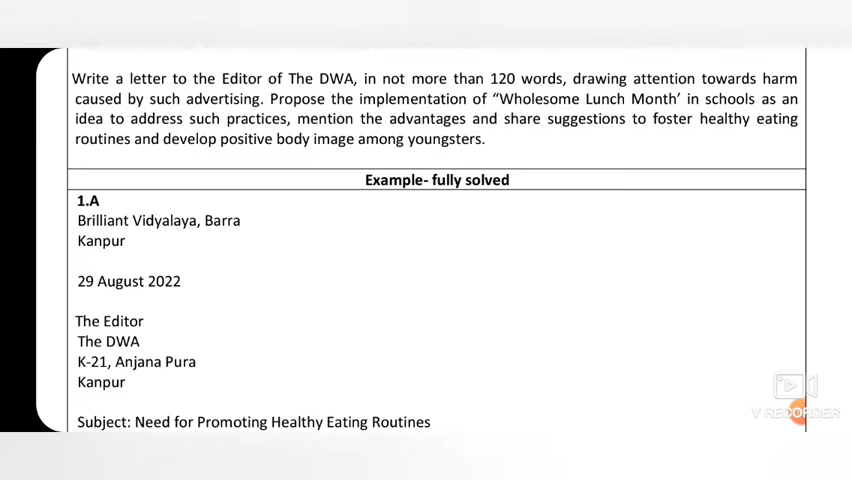 Write a letter to the Editor of The DWA, in not more than 120 words, drawing attention towards harm
caused by such advertising. Propose the implementation of “Wholesome Lunch Month’ in schools as an
idea to address such practices, mention the advantages and share suggestions to foster healthy eating
routines and develop positive body image among youngsters.
Example- fully solved
1.A
Brilliant Vidyalaya, Barra
Kanpur
29 August 2022
The Editor
The DWA
K-21, Anjana Pura
Kanpur
Subject: Need for Promoting Healthy Eating Routines
V RECORDER